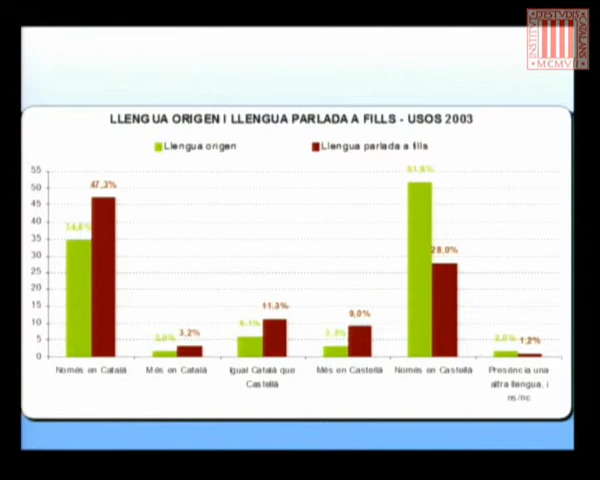 INSTITVT
D'ESTVDIS
CATALANS
MCMVII
LLENGUA ORIGEN I LLENGUA PARLADA A FILLS - USOS 2003
Llengua origen
Llengua parlada a fills
55
50
45
40
35
30
25
20
15
10
5
0
47,3%
3,2%
11,3%
9,0%
28,0%
1,2%
Només en Català
Més en Català
Igual Català que
Castellà
Més en Castellà
Només en Castellà
Presència una
altra llengua, i
ns/nc